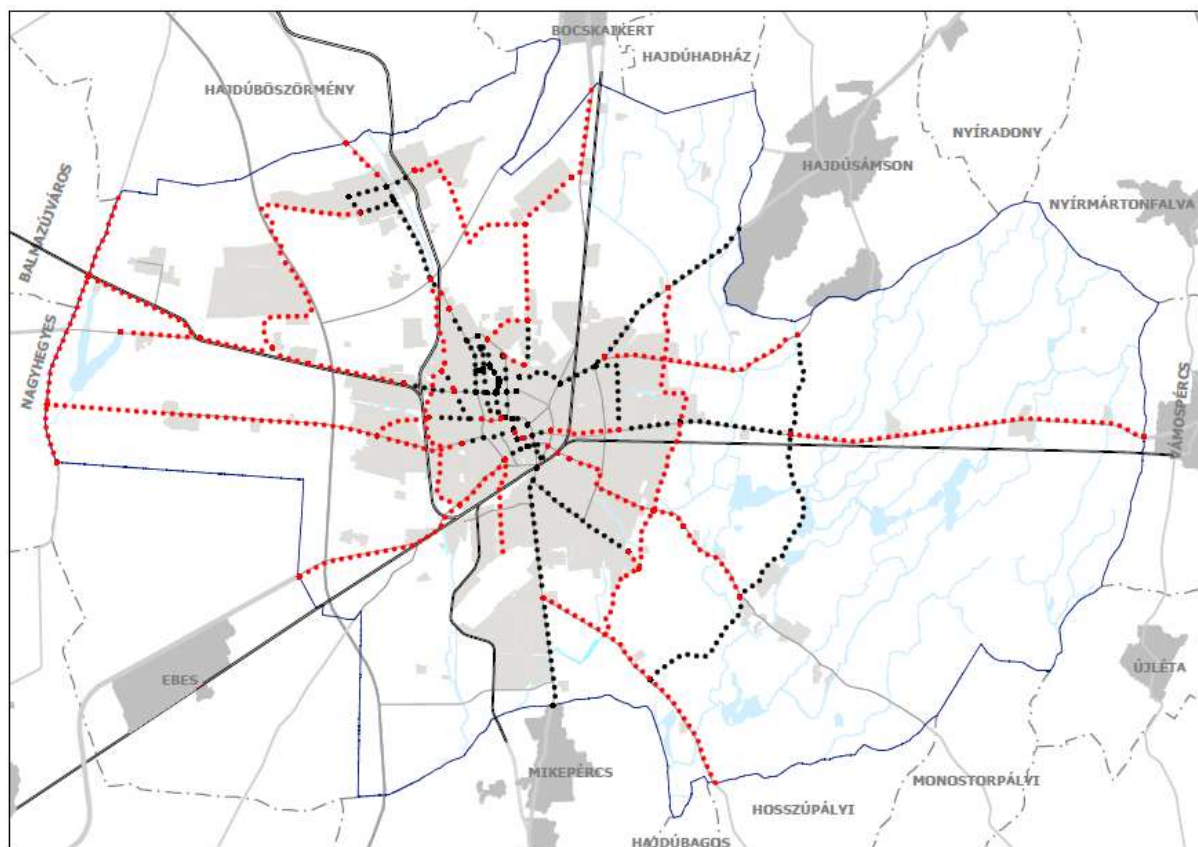 BOCSKAIKERT
HAJDÚHADHÁZ
HAJDÚBÖSZÖRMÉNY
NYÍRADONY
HAJDÚSÁMSON
BALMAZÚJVÁROS
NYÍRMÁRTONFALVA
NAGYHEGYES
VÁMOSPÉRCS
EBES
ÚJLÉTA
MIKEPÉRCS
MONOSTORPÁLYI
HOSSZÚPÁLYI
HAJDÚBAGOS